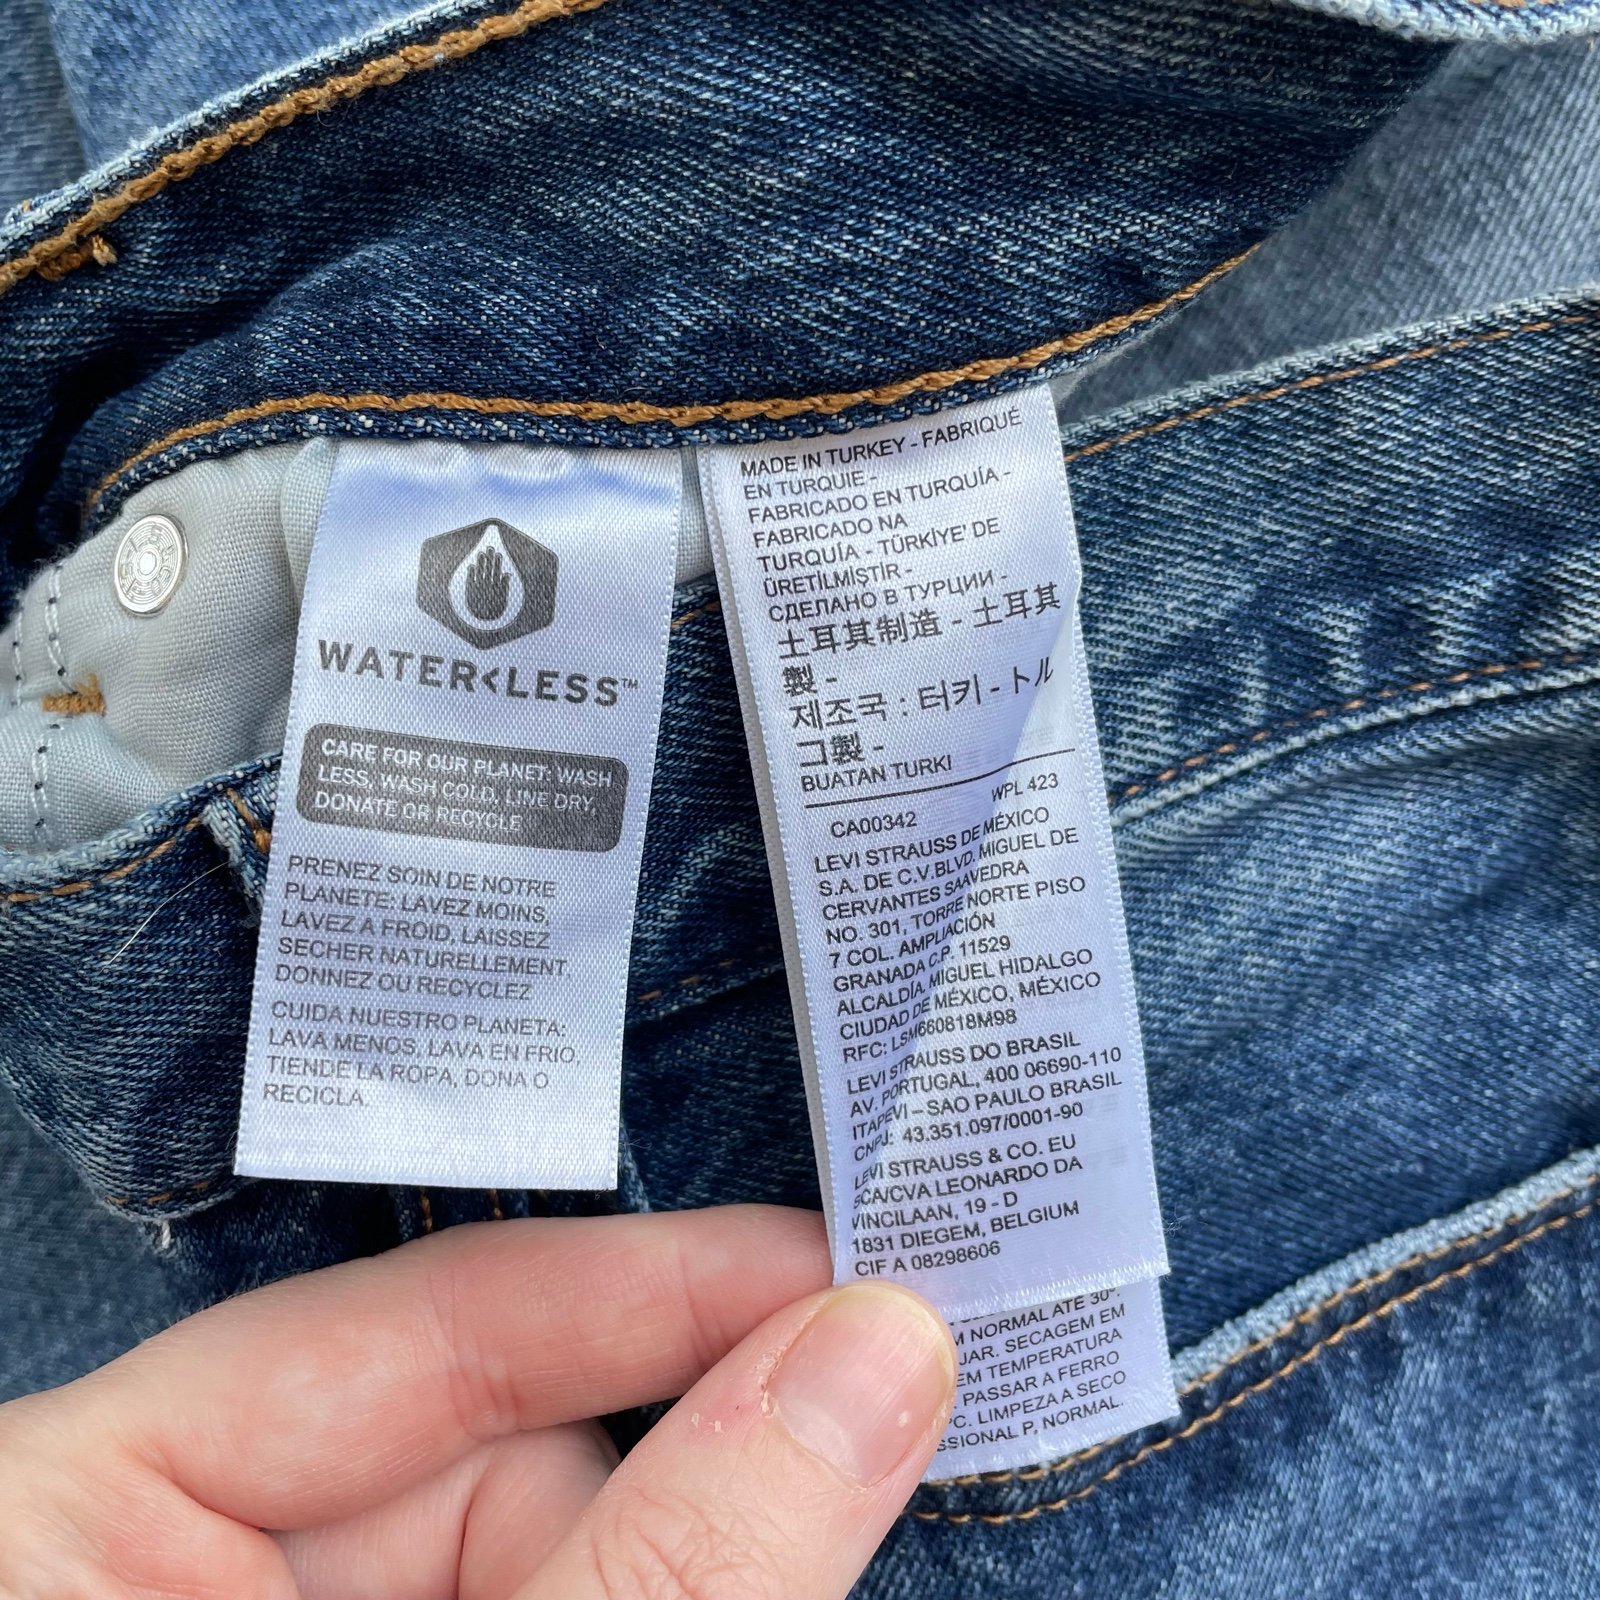 WATER<LESS™
CARE FOR OUR PLANET: WASH
LESS, WASH COLD, LINE DRY,
DONATE OR RECYCLE
PRENEZ SOIN DE NOTRE
PLANETE: LAVEZ MOINS,
LAVEZ A FROID, LAISSEZ
SECHER NATURELLEMENT,
DONNEZ OU RECYCLEZ
CUIDA NUESTRO PLANETA:
LAVA MENOS, LAVA EN FRIO,
TIENDE LA ROPA, DONA O
RECICLA.
MADE IN TURKEY - FABRIQUÉ
EN TURQUIE -
FABRICADO EN TURQUÍA -
FABRICADO NA
TURQUÍA - TÜRKİYE' DE
ÜRETİLMİŞTİR -
СДЕЛАНО В ТУРЦИИ -
土耳其制造 - 土耳其
製 -
제조국 : 터키 - トル
コ製 -
BUATAN TURKI
WPL 423
CA00342
LEVI STRAUSS DE MÉXICO
S.A. DE C.V.BLVD. MIGUEL DE
CERVANTES SAAVEDRA
NO. 301, TORRE NORTE PISO
7 COL. AMPLIACIÓN
GRANADA C.P. 11529
ALCALDÍA MIGUEL HIDALGO
CIUDAD DE MÉXICO, MÉXICO
RFC: LSM660818M98
LEVI STRAUSS DO BRASIL
AV. PORTUGAL, 400 06690-110
ITAPEVI – SAO PAULO BRASIL
CNPJ: 43.351.097/0001-90
LEVI STRAUSS & CO. EU
SCA/CVA LEONARDO DA
VINCILAAN, 19 - D
1831 DIEGEM, BELGIUM
CIF A 08298606
NORMAL ATE 30°.
SECAGEM EM
EM TEMPERATURA
PASSAR A FERRO
LIMPEZA A SECO
P, NORMAL.